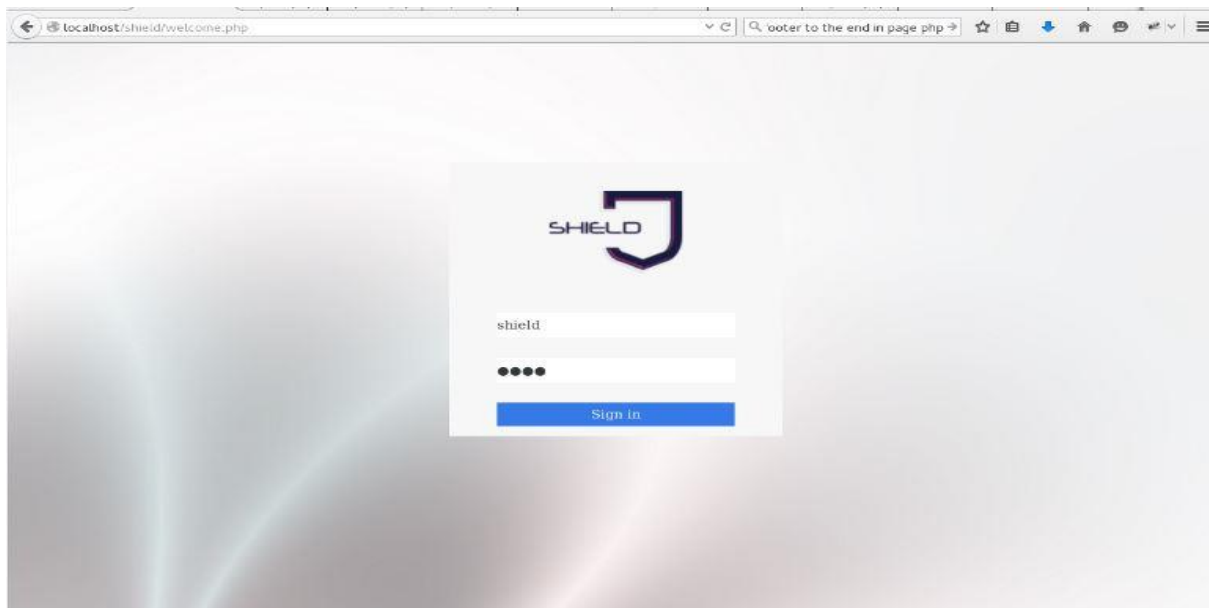 localhost/shield/welcome.php
ooter to the end in page php
SHIELD
shield
Sign in